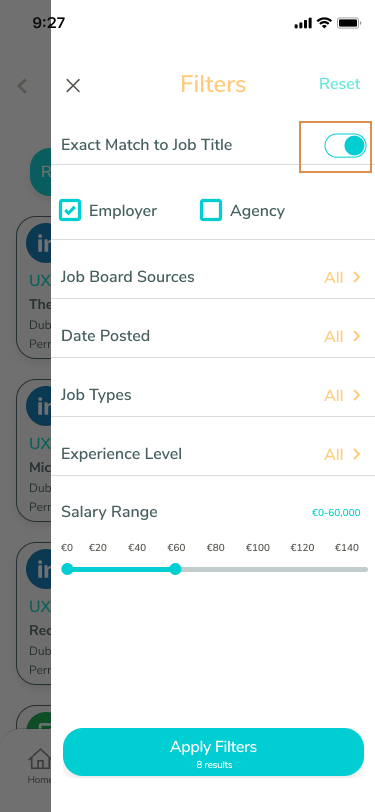 9:27
Filters
Reset
Exact Match to Job Title
Employer
Agency
Job Board Sources
All
Date Posted
All
Job Types
All
Experience Level
All
Salary Range
€0-60,000
€0 €20 €40 €60 €80 €100 €120 €140
Apply Filters
8 results
R
in
UX
The
Dub
Perr
in
UX
Mic
Dub
Perr
in
UX
Rec
Dub
Perr
Home